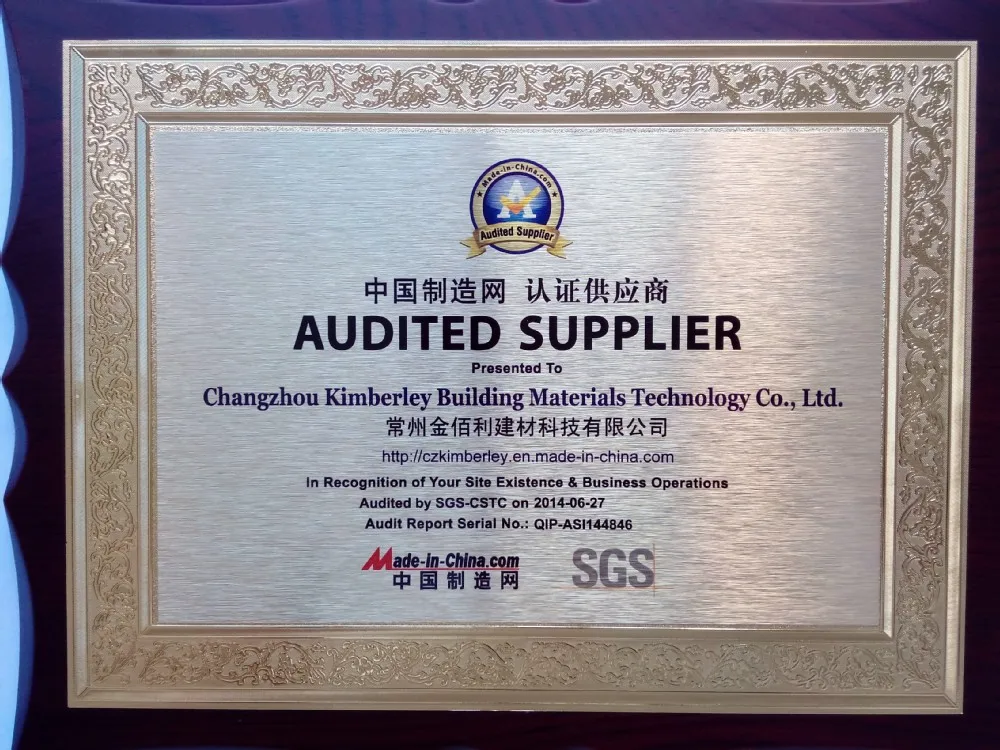 Made-in-China.com
Audited Supplier
中国制造网 认证供应商
AUDITED SUPPLIER
Presented To
Changzhou Kimberley Building Materials Technology Co., Ltd.
常州金佰利建材科技有限公司
http://czkimberley.en.made-in-china.com
In Recognition of Your Site Existence & Business Operations
Audited by SGS-CSTC on 2014-06-27
Audit Report Serial No.: QIP-ASI144846
Made-in-China.com
中国制造网
SGS